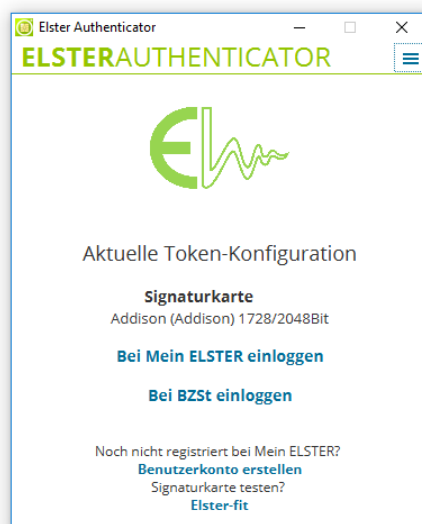 Elster Authenticator
ELSTERAUTHENTICATOR
Aktuelle Token-Konfiguration
Signaturkarte
Addison (Addison) 1728/2048Bit
Bei Mein ELSTER einloggen
Bei BZSt einloggen
Noch nicht registriert bei Mein ELSTER?
Benutzerkonto erstellen
Signaturkarte testen?
Elster-fit